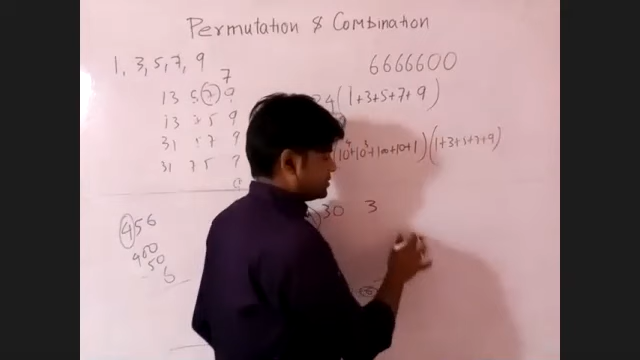 Permutation & Combination
1, 3, 5, 7, 9
7
6666600
13 5 7 9
24(1+3+5+7+9)
13 7 5 9
31 57 9
(10⁴+10³+100+10+1)(1+3+5+7+9)
31 75 9
456
30 3
400
50
6